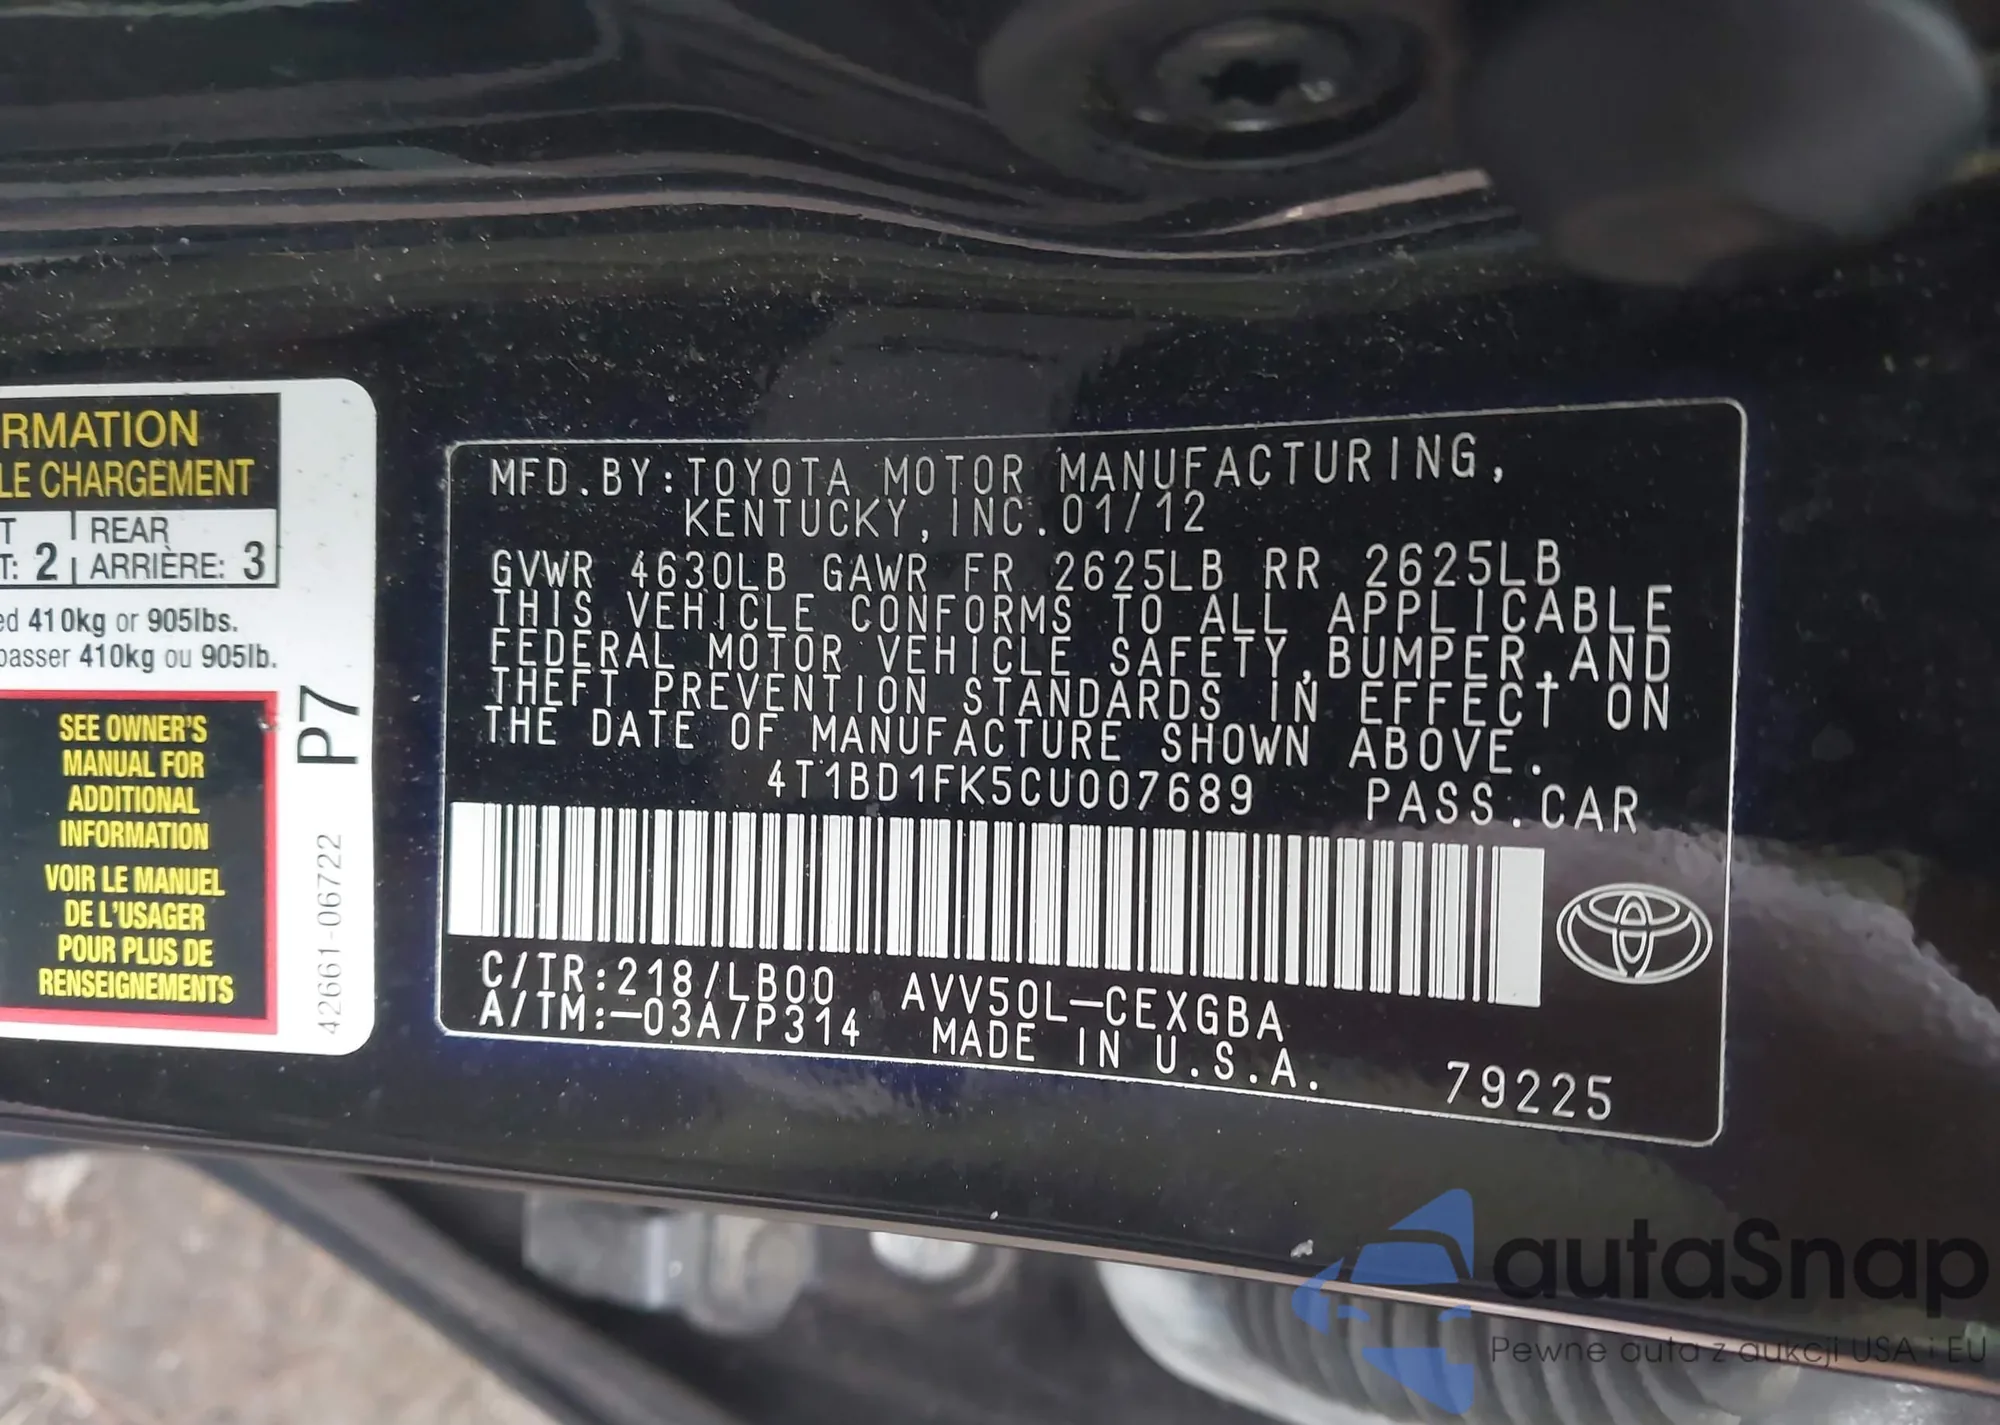 RMATION
LE CHARGEMENT
T REAR
T: 2 ARRIÈRE: 3
ed 410kg or 905lbs.
passer 410kg ou 905lb.
SEE OWNER'S
MANUAL FOR
ADDITIONAL
INFORMATION
VOIR LE MANUEL
DE L'USAGER
POUR PLUS DE
RENSEIGNEMENTS
P7
42661-06722
MFD.BY:TOYOTA MOTOR MANUFACTURING,
KENTUCKY,INC.01/12
GVWR 4630LB GAWR FR 2625LB RR 2625LB
THIS VEHICLE CONFORMS TO ALL APPLICABLE
FEDERAL MOTOR VEHICLE SAFETY,BUMPER,AND
THEFT PREVENTION STANDARDS IN EFFECT ON
THE DATE OF MANUFACTURE SHOWN ABOVE.
4T1BD1FK5CU007689 PASS.CAR
C/TR:218/LB00 AVV50L-CEXGBA
A/TM:-03A/P314 MADE IN U.S.A.
79225
autaSnap
Pewne auta z aukcji USA i EU